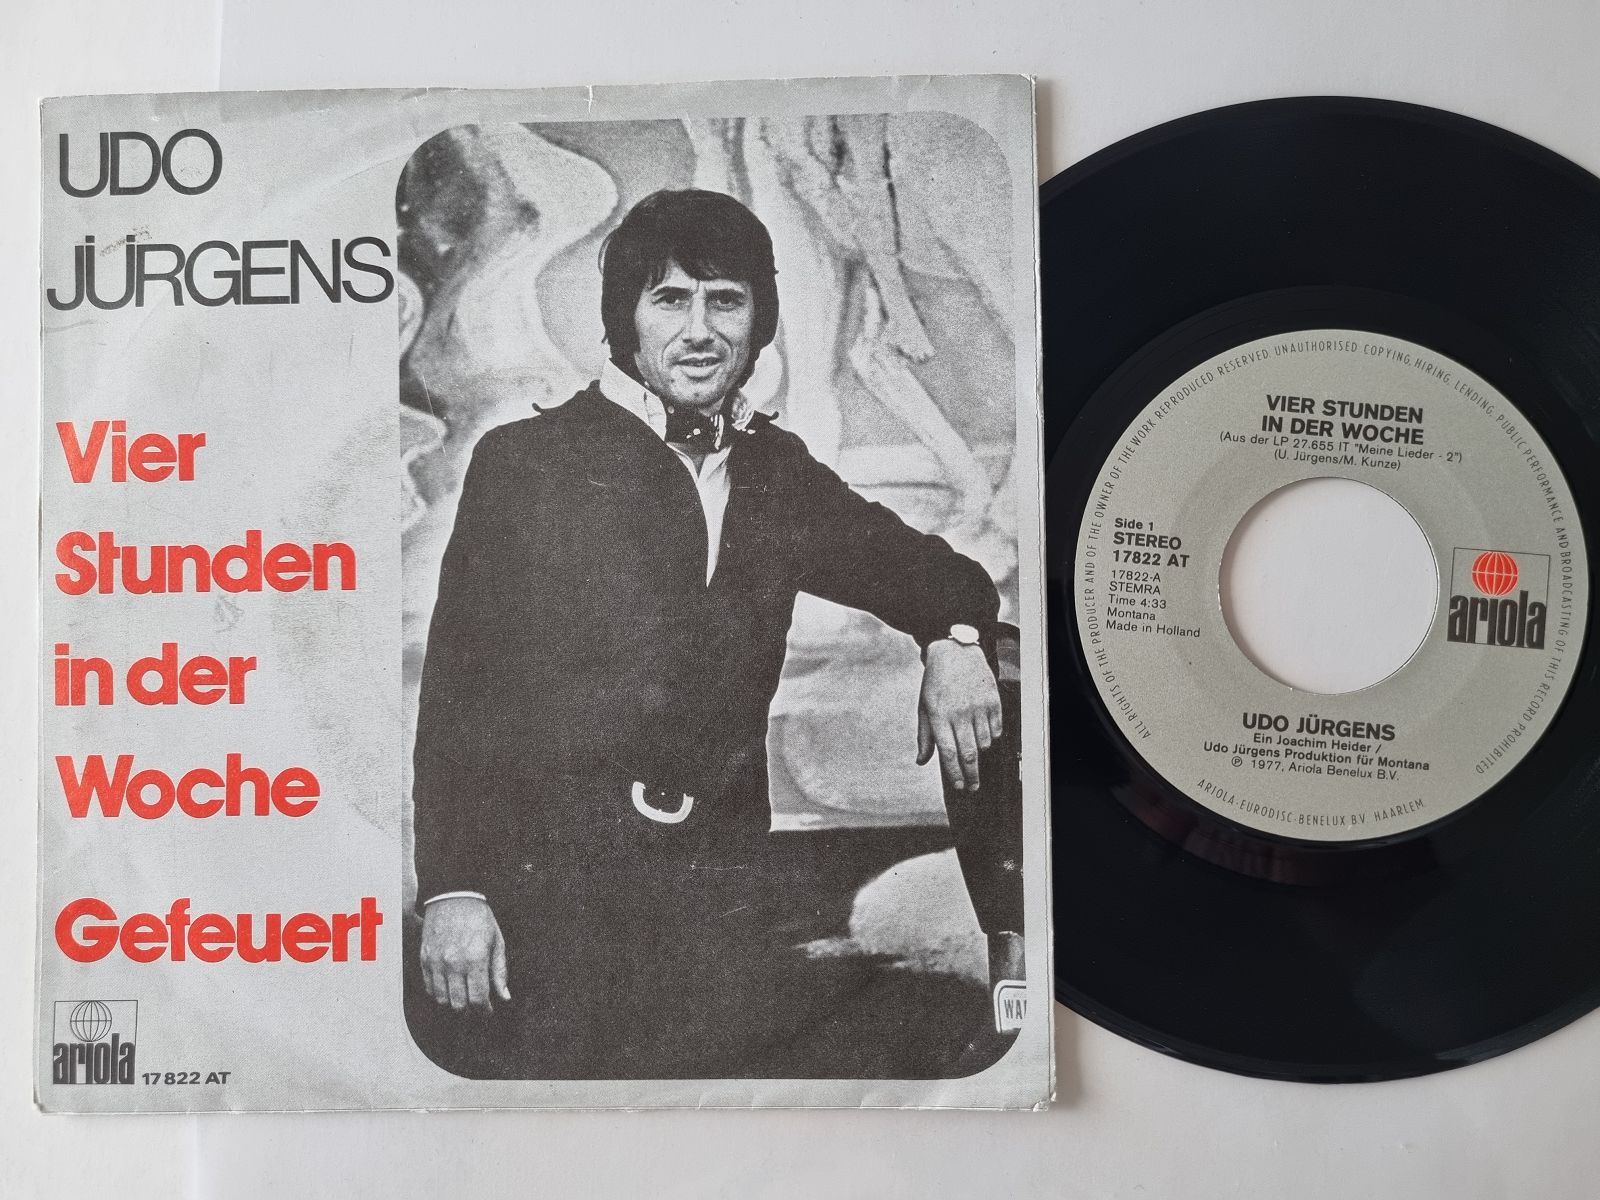 UDO
JÜRGENS
Vier
Stunden
in der
Woche
Gefeuert
ariola
17 822 AT
WA
ALL RIGHTS OF THE PRODUCER AND OF THE OWNER OF THE WORK REPRODUCED RESERVED. UNAUTHORISED COPYING, HIRING, LENDING, PUBLIC PERFORMANCE AND BROADCASTING OF THIS RECORD PROHIBITED
VIER STUNDEN
IN DER WOCHE
(Aus der LP 27.655 IT "Meine Lieder - 2")
(U. Jürgens/M. Kunze)
Side 1
STEREO
17822 AT
17822-A
STEMRA
Time 4:33
Montana
Made in Holland
ariola
UDO JÜRGENS
Ein Joachim Heider /
Udo Jürgens Produktion für Montana
℗ 1977, Ariola Benelux B.V.
ARIOLA-EURODISC-BENELUX B.V. HAARLEM